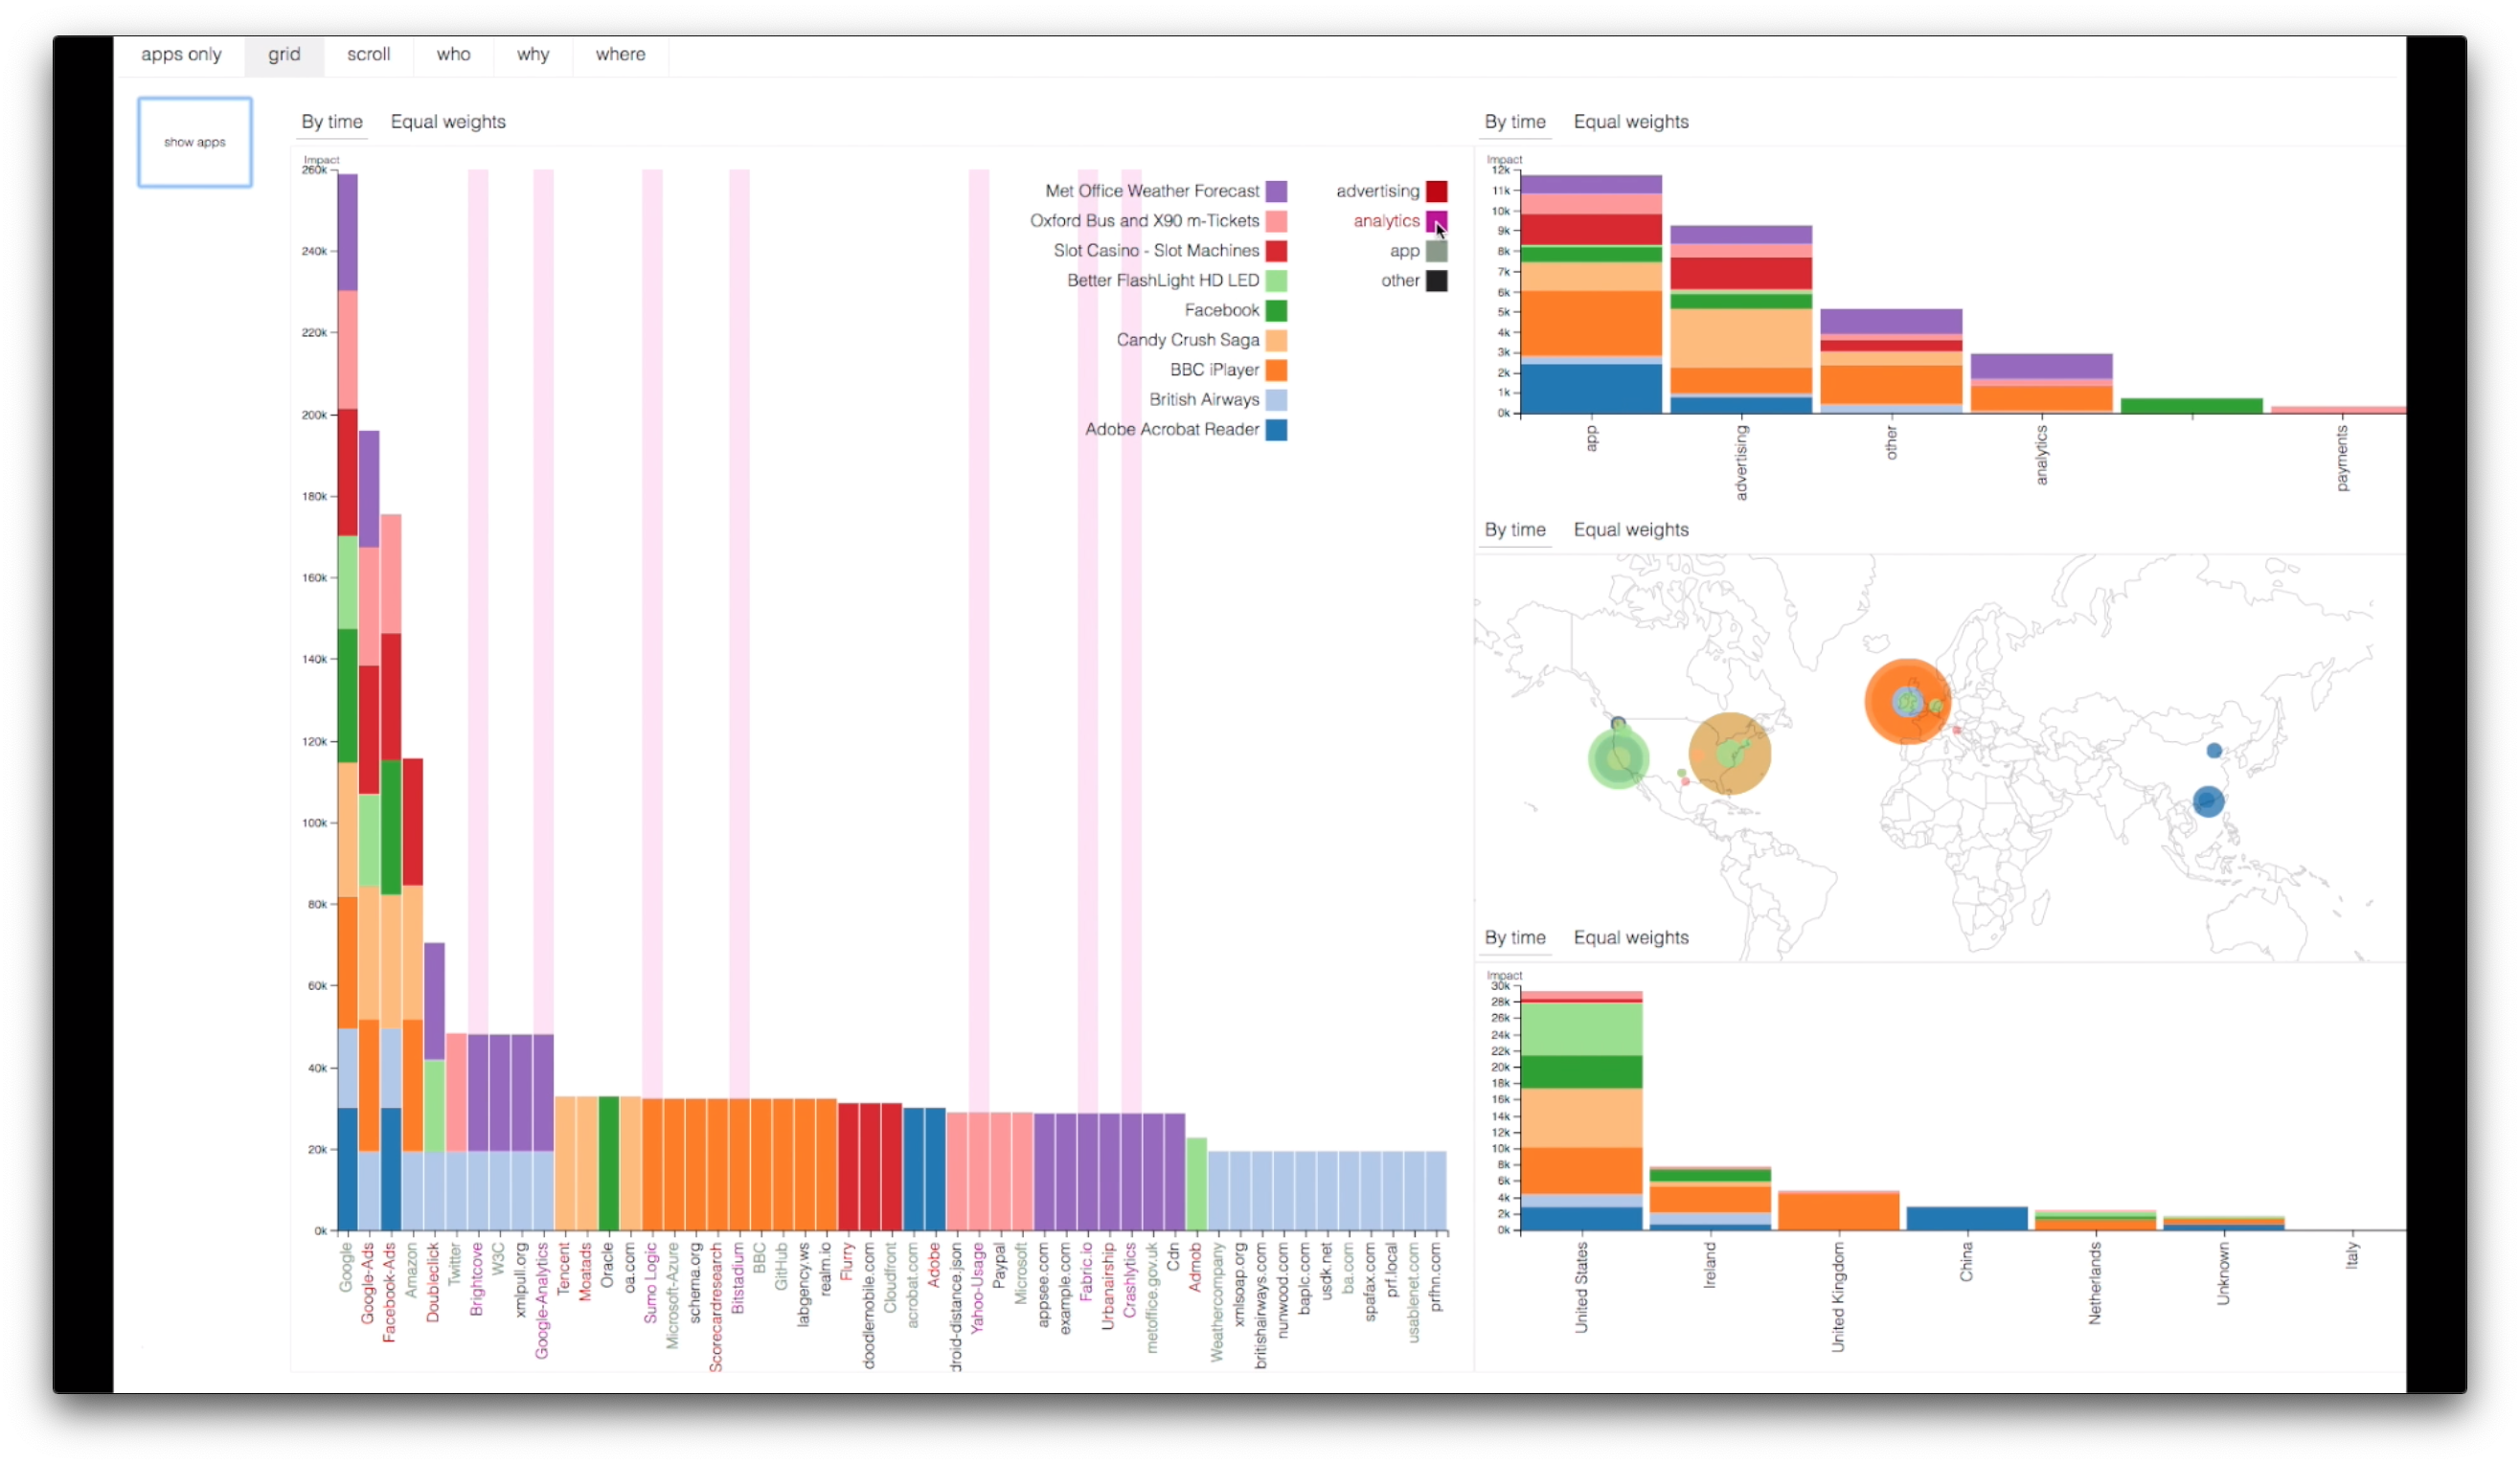 apps only grid scroll who why where
show apps
By time Equal weights
Impact
260k
240k
220k
200k
180k
160k
140k
120k
100k
80k
60k
40k
20k
0k
Met Office Weather Forecast
Oxford Bus and X90 m-Tickets
Slot Casino - Slot Machines
Better FlashLight HD LED
Facebook
Candy Crush Saga
BBC iPlayer
British Airways
Adobe Acrobat Reader
advertising
analytics
app
other
Google
Google-Ads
Facebook-Ads
Amazon
Doubleclick
Twitter
Brightcove
W3C
xmlpull.org
Google-Analytics
Tencent
Moatads
Oracle
oa.com
Sumo Logic
Microsoft-Azure
schema.org
Scorecardresearch
Bitstadium
BBC
GitHub
labgency.ws
realm.io
Flurry
doodlemobile.com
Cloudfront
acrobat.com
Adobe
droid-distance.json
Yahoo-Usage
Paypal
Microsoft
appsee.com
example.com
Fabric.io
Urbanairship
Crashlytics
metoffice.gov.uk
Cdn
Admob
Weathercompany
xmlsoap.org
britishairways.com
nunwood.com
baplc.com
usdk.net
ba.com
spafax.com
prf.local
usablenet.com
prfhn.com
By time Equal weights
Impact
12k
11k
10k
9k
8k
7k
6k
5k
4k
3k
2k
1k
0k
app
advertising
other
analytics
payments
By time Equal weights
By time Equal weights
Impact
30k
28k
26k
24k
22k
20k
18k
16k
14k
12k
10k
8k
6k
4k
2k
0k
United States
Ireland
United Kingdom
China
Netherlands
Unknown
Italy